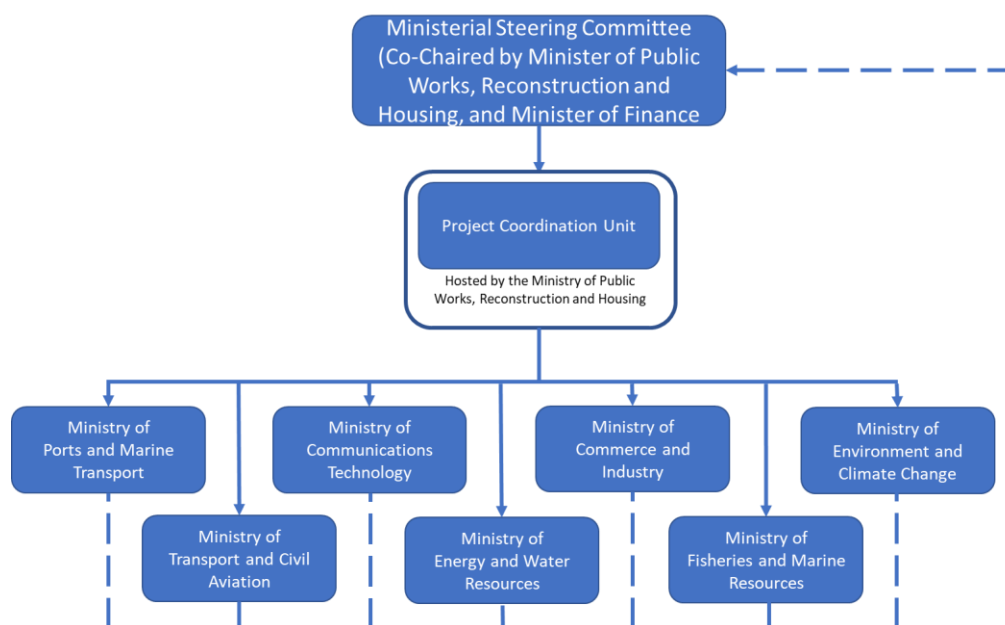 Ministerial Steering Committee
(Co-Chaired by Minister of Public
Works, Reconstruction and
Housing, and Minister of Finance
Project Coordination Unit
Hosted by the Ministry of Public
Works, Reconstruction and Housing
Ministry of
Ports and Marine
Transport
Ministry of
Communications
Technology
Ministry of
Commerce and
Industry
Ministry of
Environment and
Climate Change
Ministry of
Transport and Civil
Aviation
Ministry of
Energy and Water
Resources
Ministry of
Fisheries and Marine
Resources